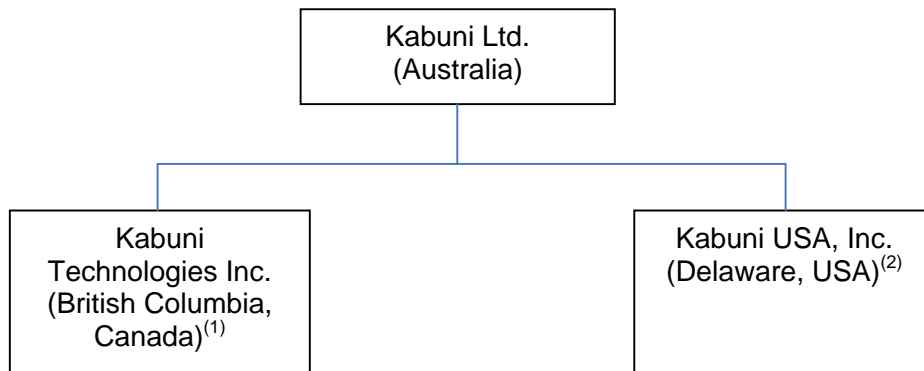 Kabuni Ltd.
(Australia)
Kabuni
Technologies Inc.
(British Columbia,
Canada)(1)
Kabuni USA, Inc.
(Delaware, USA)(2)